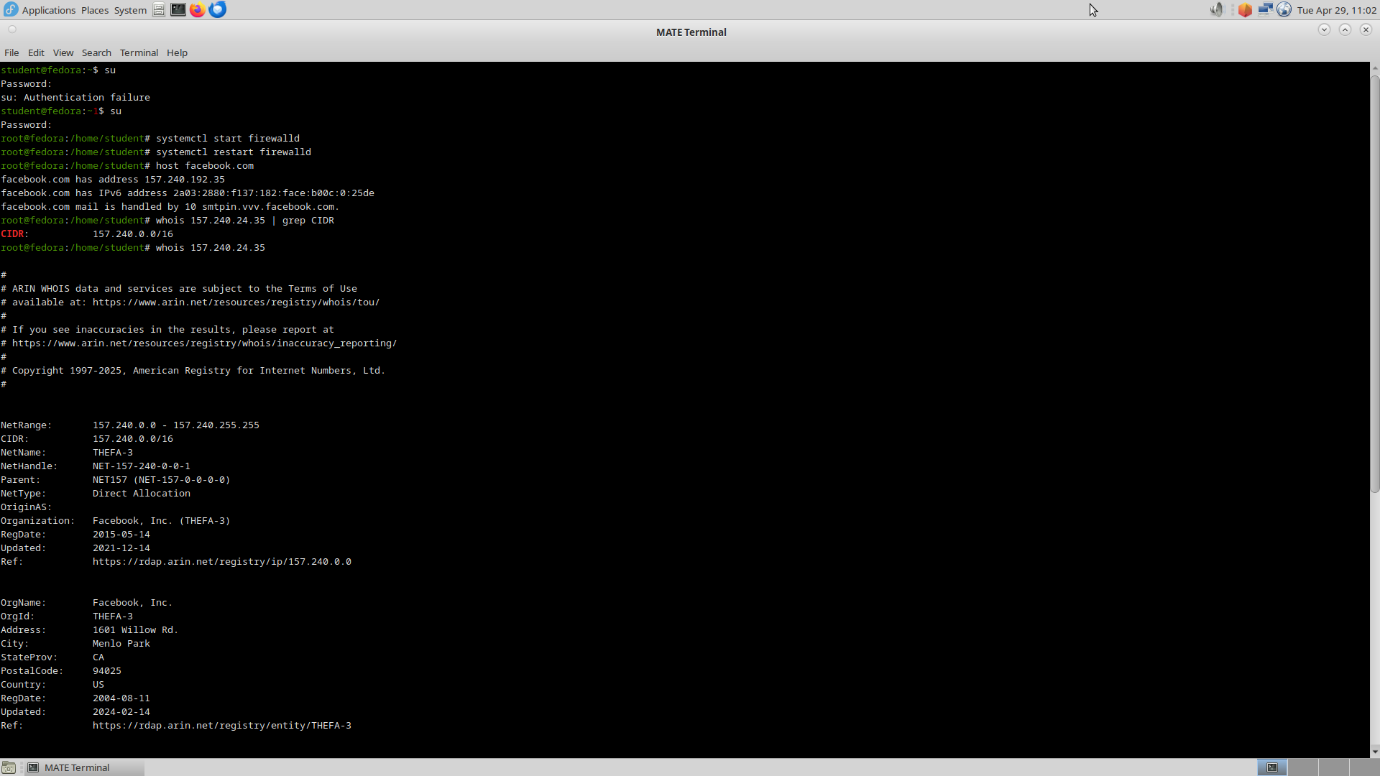 Applications Places System
Tue Apr 29, 11:02
MATE Terminal
File Edit View Search Terminal Help
student@fedora:~$ su
Password:
su: Authentication failure
student@fedora:~1$ su
Password:
root@fedora:/home/student# systemctl start firewalld
root@fedora:/home/student# systemctl restart firewalld
root@fedora:/home/student# host facebook.com
facebook.com has address 157.240.192.35
facebook.com has IPv6 address 2a03:2880:f137:182:face:b00c:0:25de
facebook.com mail is handled by 10 smtpin.vvv.facebook.com.
root@fedora:/home/student# whois 157.240.24.35 | grep CIDR
CIDR:           157.240.0.0/16
root@fedora:/home/student# whois 157.240.24.35
#
# ARIN WHOIS data and services are subject to the Terms of Use
# available at: https://www.arin.net/resources/registry/whois/tou/
#
# If you see inaccuracies in the results, please report at
# https://www.arin.net/resources/registry/whois/inaccuracy_reporting/
#
# Copyright 1997-2025, American Registry for Internet Numbers, Ltd.
#
NetRange:       157.240.0.0 - 157.240.255.255
CIDR:           157.240.0.0/16
NetName:        THEFA-3
NetHandle:      NET-157-240-0-0-1
Parent:         NET157 (NET-157-0-0-0-0)
NetType:        Direct Allocation
OriginAS:
Organization:   Facebook, Inc. (THEFA-3)
RegDate:        2015-05-14
Updated:        2021-12-14
Ref:            https://rdap.arin.net/registry/ip/157.240.0.0
OrgName:        Facebook, Inc.
OrgId:          THEFA-3
Address:        1601 Willow Rd.
City:           Menlo Park
StateProv:      CA
PostalCode:     94025
Country:        US
RegDate:        2004-08-11
Updated:        2024-02-14
Ref:            https://rdap.arin.net/registry/entity/THEFA-3
MATE Terminal